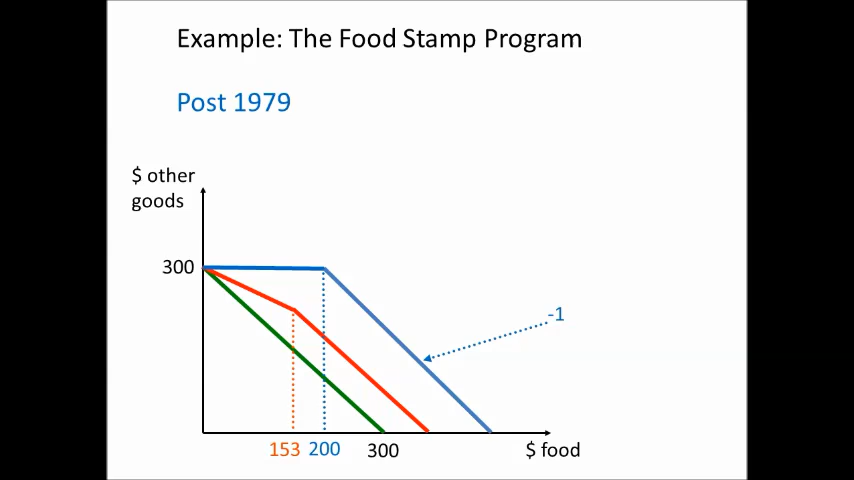 Example: The Food Stamp Program
Post 1979
$ other
goods
300
-1
153
200
300
$ food